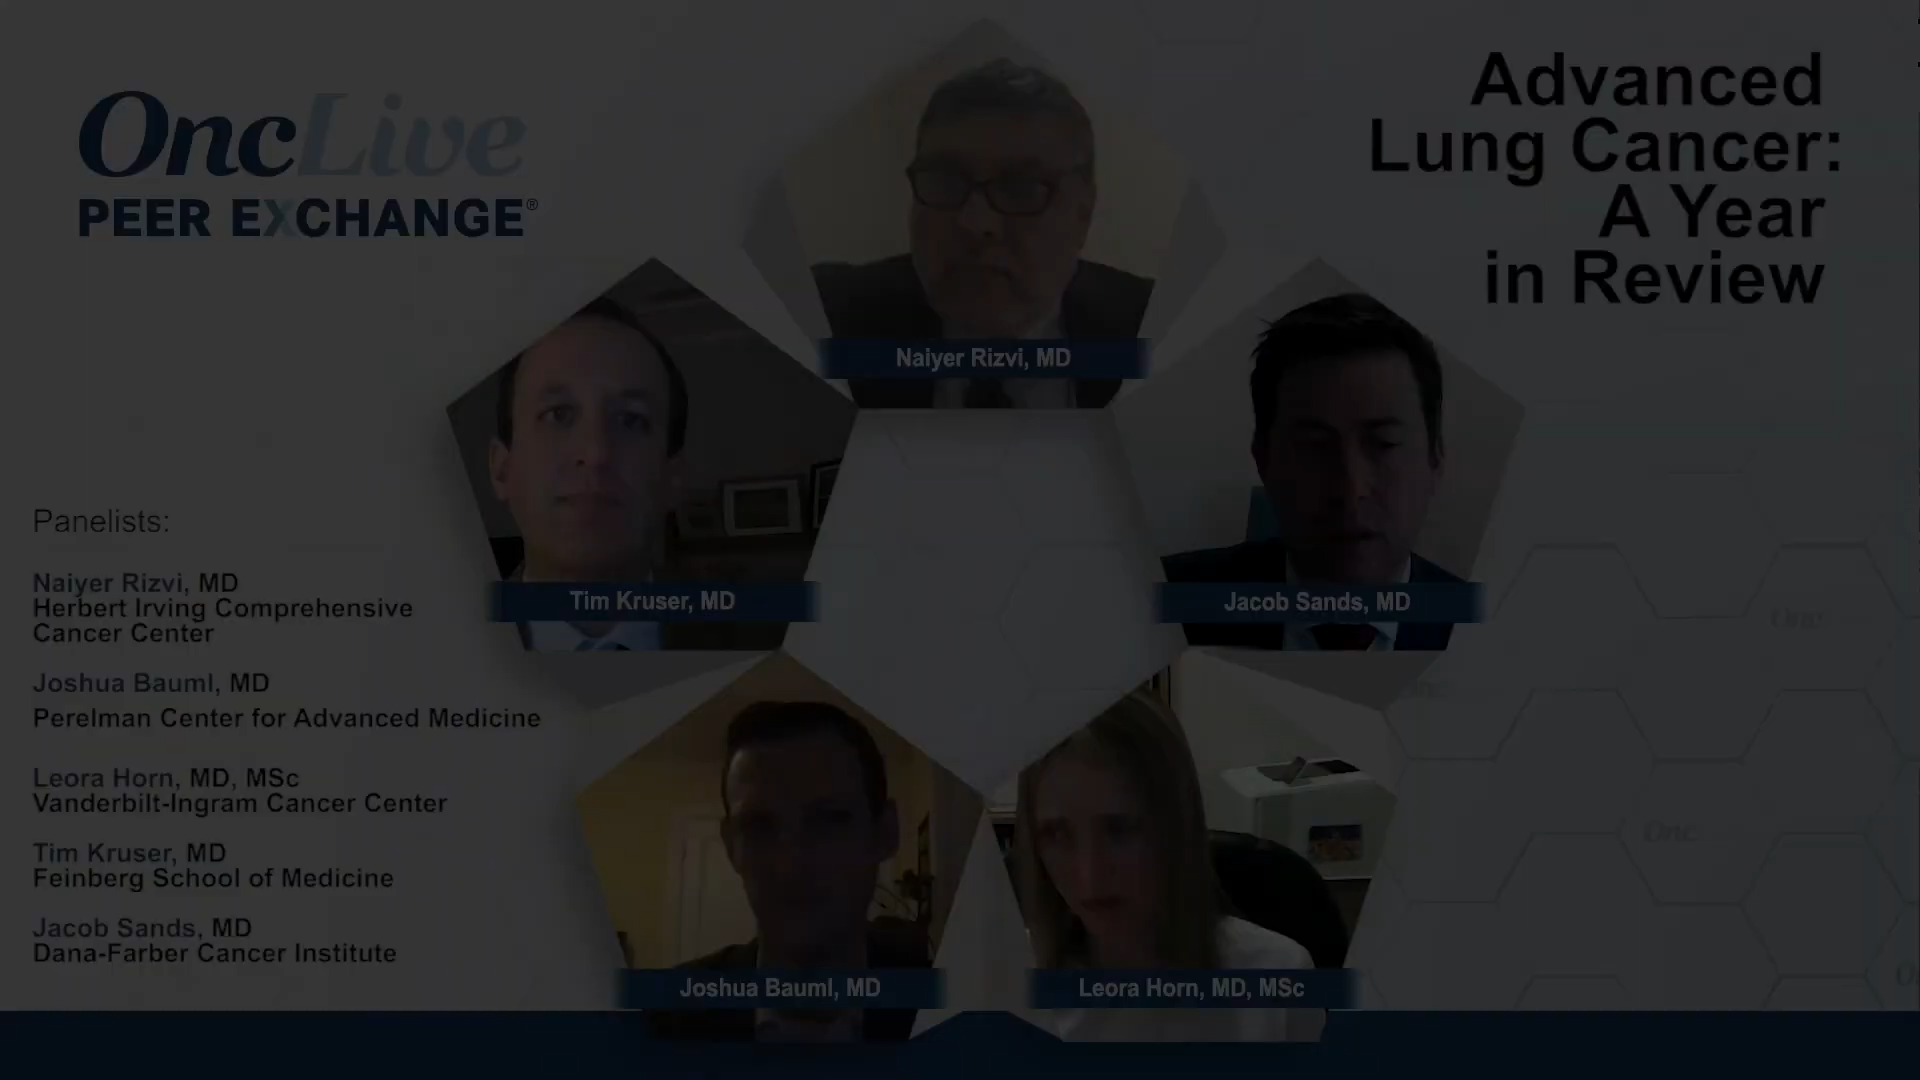 OncLive
PEER EXCHANGE®
Advanced
Lung Cancer:
A Year
in Review
Naiyer Rizvi, MD
Tim Kruser, MD
Jacob Sands, MD
Joshua Bauml, MD
Leora Horn, MD, MSc
Panelists:
Naiyer Rizvi, MD
Herbert Irving Comprehensive
Cancer Center
Joshua Bauml, MD
Perelman Center for Advanced Medicine
Leora Horn, MD, MSc
Vanderbilt-Ingram Cancer Center
Tim Kruser, MD
Feinberg School of Medicine
Jacob Sands, MD
Dana-Farber Cancer Institute
Onc
Onc
Onc